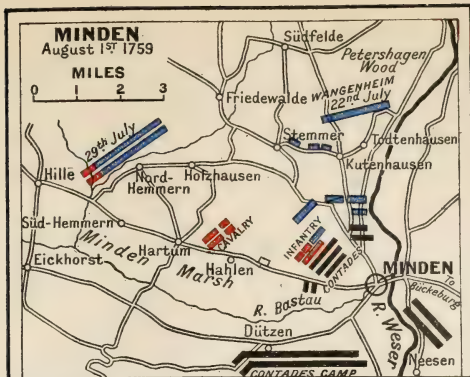 MINDEN
August 1ST 1759
MILES
0 1 2 3
Südfelde
Petershagen
Wood
Friedewalde
WANGENHEIM
22nd July
29th July
Stemmer
Todtenhausen
Kutenhausen
Hille
Nord-
Hemmern
Holzhausen
Süd-Hemmern
CAVALRY
INFANTRY
Hartum
Minden
Marsh
Hahlen
CONTADES
MINDEN
Eickhorst
To
Bückeburg
R. Bastau
R. Weser
Dützen
Neesen
CONTADES CAMP